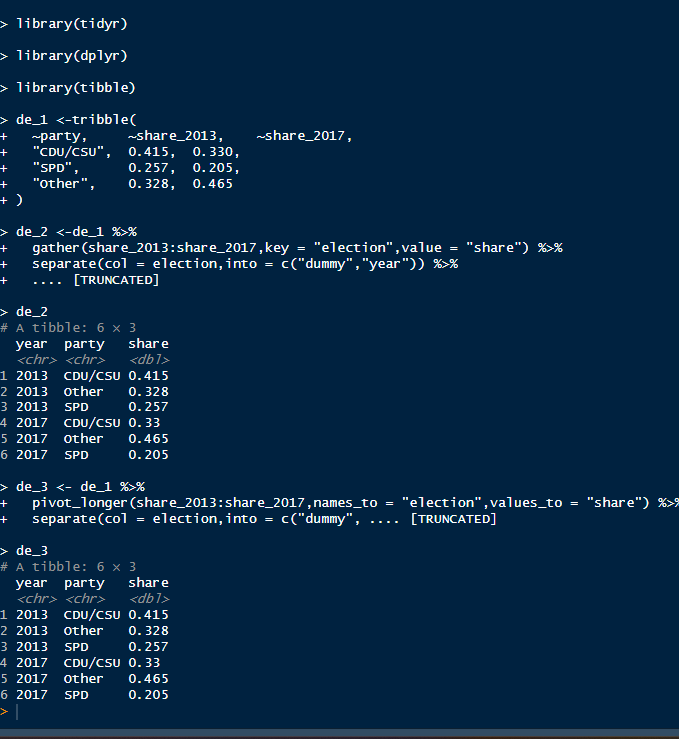 > library(tidyr)
> library(dplyr)
> library(tibble)
> de_1 <-tribble(
+   ~party,     ~share_2013,    ~share_2017,
+   "CDU/CSU",  0.415,  0.330,
+   "SPD",      0.257,  0.205,
+   "Other",    0.328,  0.465
+ )
> de_2 <-de_1 %>%
+   gather(share_2013:share_2017,key = "election",value = "share") %>%
+   separate(col = election,into = c("dummy","year")) %>%
+   .... [TRUNCATED]
> de_2
# A tibble: 6 × 3
  year  party   share
  <chr> <chr>   <dbl>
1 2013  CDU/CSU 0.415
2 2013  Other   0.328
3 2013  SPD     0.257
4 2017  CDU/CSU 0.33
5 2017  Other   0.465
6 2017  SPD     0.205
> de_3 <- de_1 %>%
+   pivot_longer(share_2013:share_2017,names_to = "election",values_to = "share") %>%
+   separate(col = election,into = c("dummy", .... [TRUNCATED]
> de_3
# A tibble: 6 × 3
  year  party   share
  <chr> <chr>   <dbl>
1 2013  CDU/CSU 0.415
2 2013  Other   0.328
3 2013  SPD     0.257
4 2017  CDU/CSU 0.33
5 2017  Other   0.465
6 2017  SPD     0.205
>